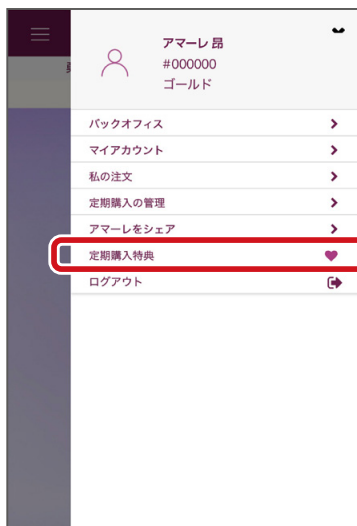 アマーレ 昂
#000000
ゴールド
バックオフィス
マイアカウント
私の注文
定期購入の管理
アマーレをシェア
定期購入特典
ログアウト